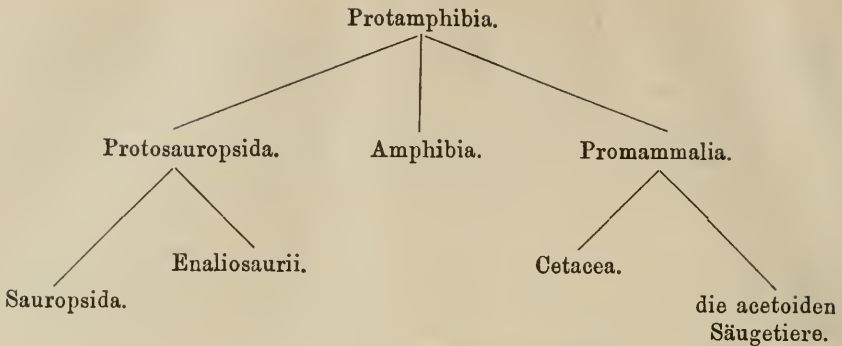 Protamphibia.
Protosauropsida. Amphibia. Promammalia.
Enaliosaurii. Cetacea.
Sauropsida. die acetoiden
Säugetiere.